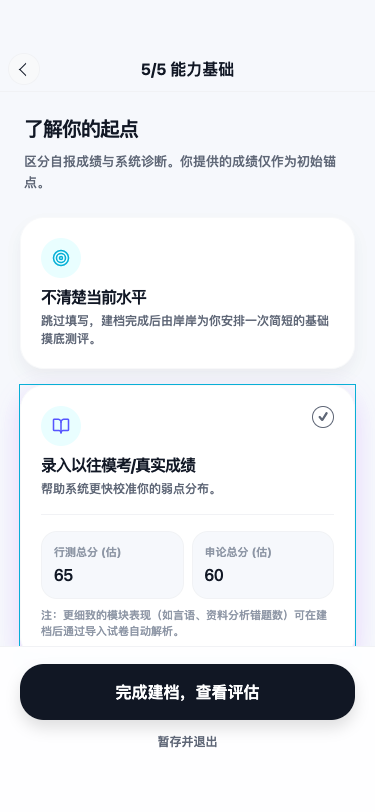 5/5 能力基础
了解你的起点
区分自报成绩与系统诊断。你提供的成绩仅作为初始锚
点。
不清楚当前水平
跳过填写，建档完成后由岸岸为你安排一次简短的基础
摸底测评。
录入以往模考/真实成绩
帮助系统更快校准你的弱点分布。
行测总分 (估)
申论总分 (估)
65
60
注：更细致的模块表现（如言语、资料分析错题数）可在建
档后通过导入试卷自动解析。
完成建档，查看评估
暂存并退出